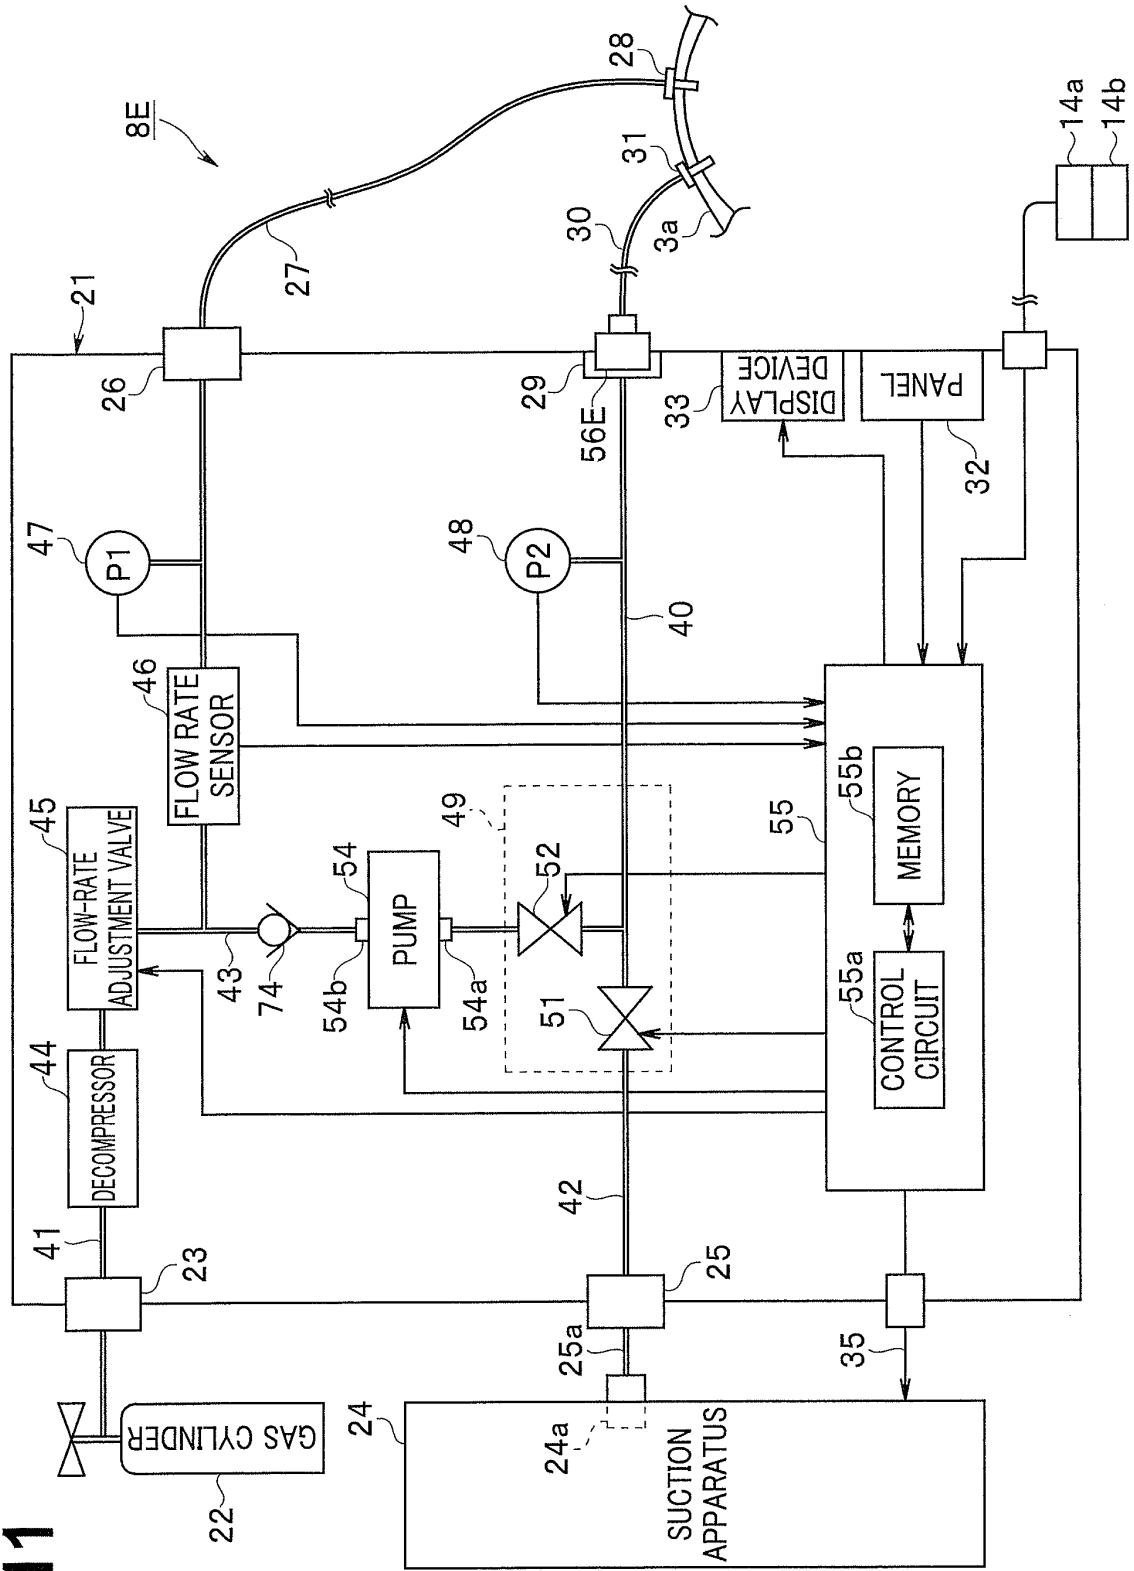 11
8E
22
GAS CYLINDER
23
41
44
DECOMPRESSOR
45
FLOW-RATE
ADJUSTMENT VALVE
46
FLOW RATE
SENSOR
47
P1
26
21
27
28
43
74
54b
54
PUMP
54a
24
SUCTION
APPARATUS
24a
25a
25
42
49
51
52
48
P2
40
29
56E
30
31
3a
33
DISPLAY
DEVICE
PANEL
32
55
55a
CONTROL
CIRCUIT
55b
MEMORY
35
14a
14b